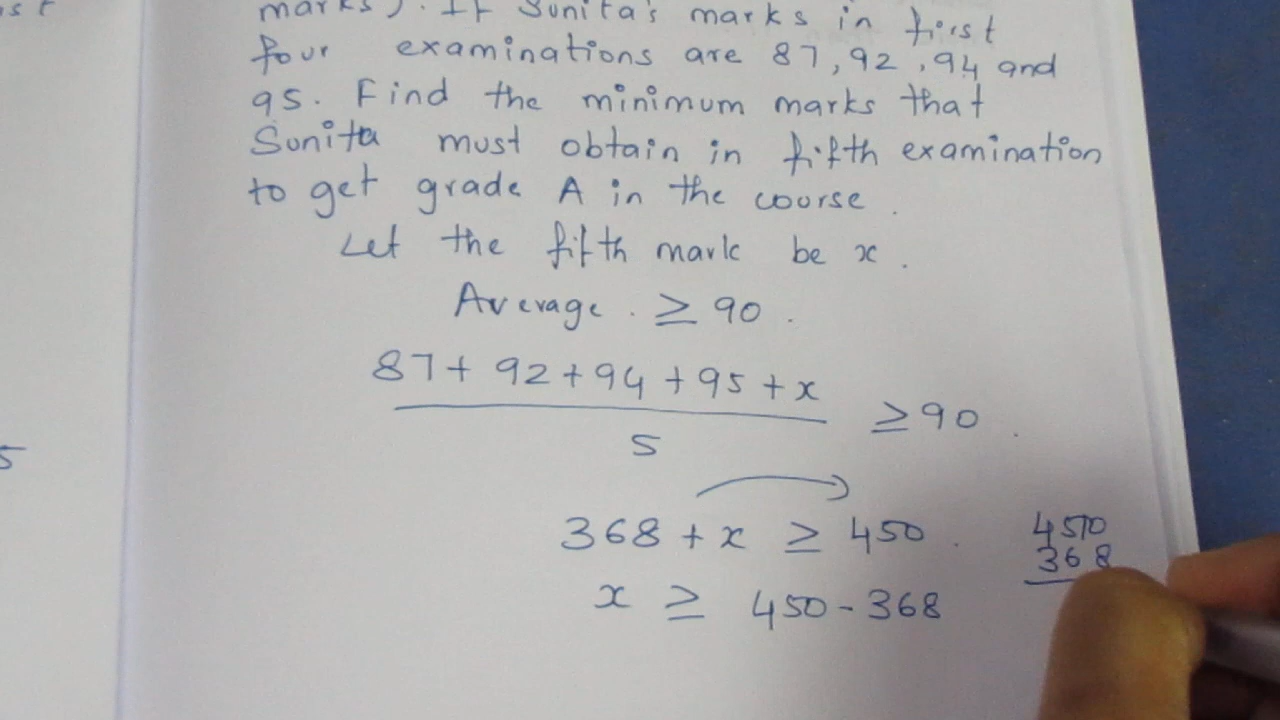 marks). If Sunita's marks in first
four examinations are 87, 92, 94 and
95. Find the minimum marks that
Sunita must obtain in fifth examination
to get grade A in the course.
Let the fifth mark be x.
Average ≥ 90.
87 + 92 + 94 + 95 + x
≥ 90
5
5
368 + x ≥ 450
450
368
x ≥ 450 - 368